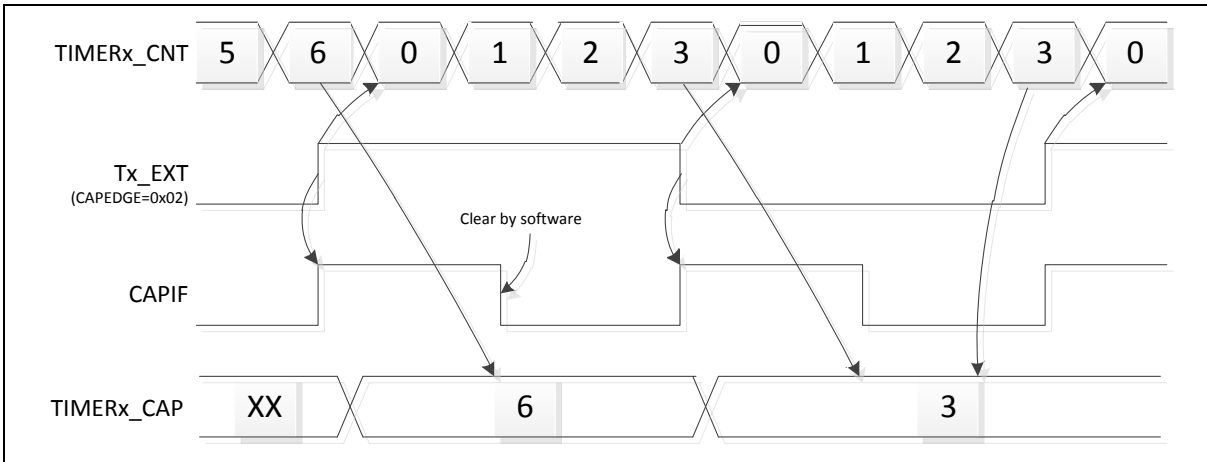 TIMERx_CNT 5 6 0 1 2 3 0 1 2 3 0
Tx_EXT
(CAPEDGE=0x02)
Clear by software
CAPIF
TIMERx_CAP XX 6 3